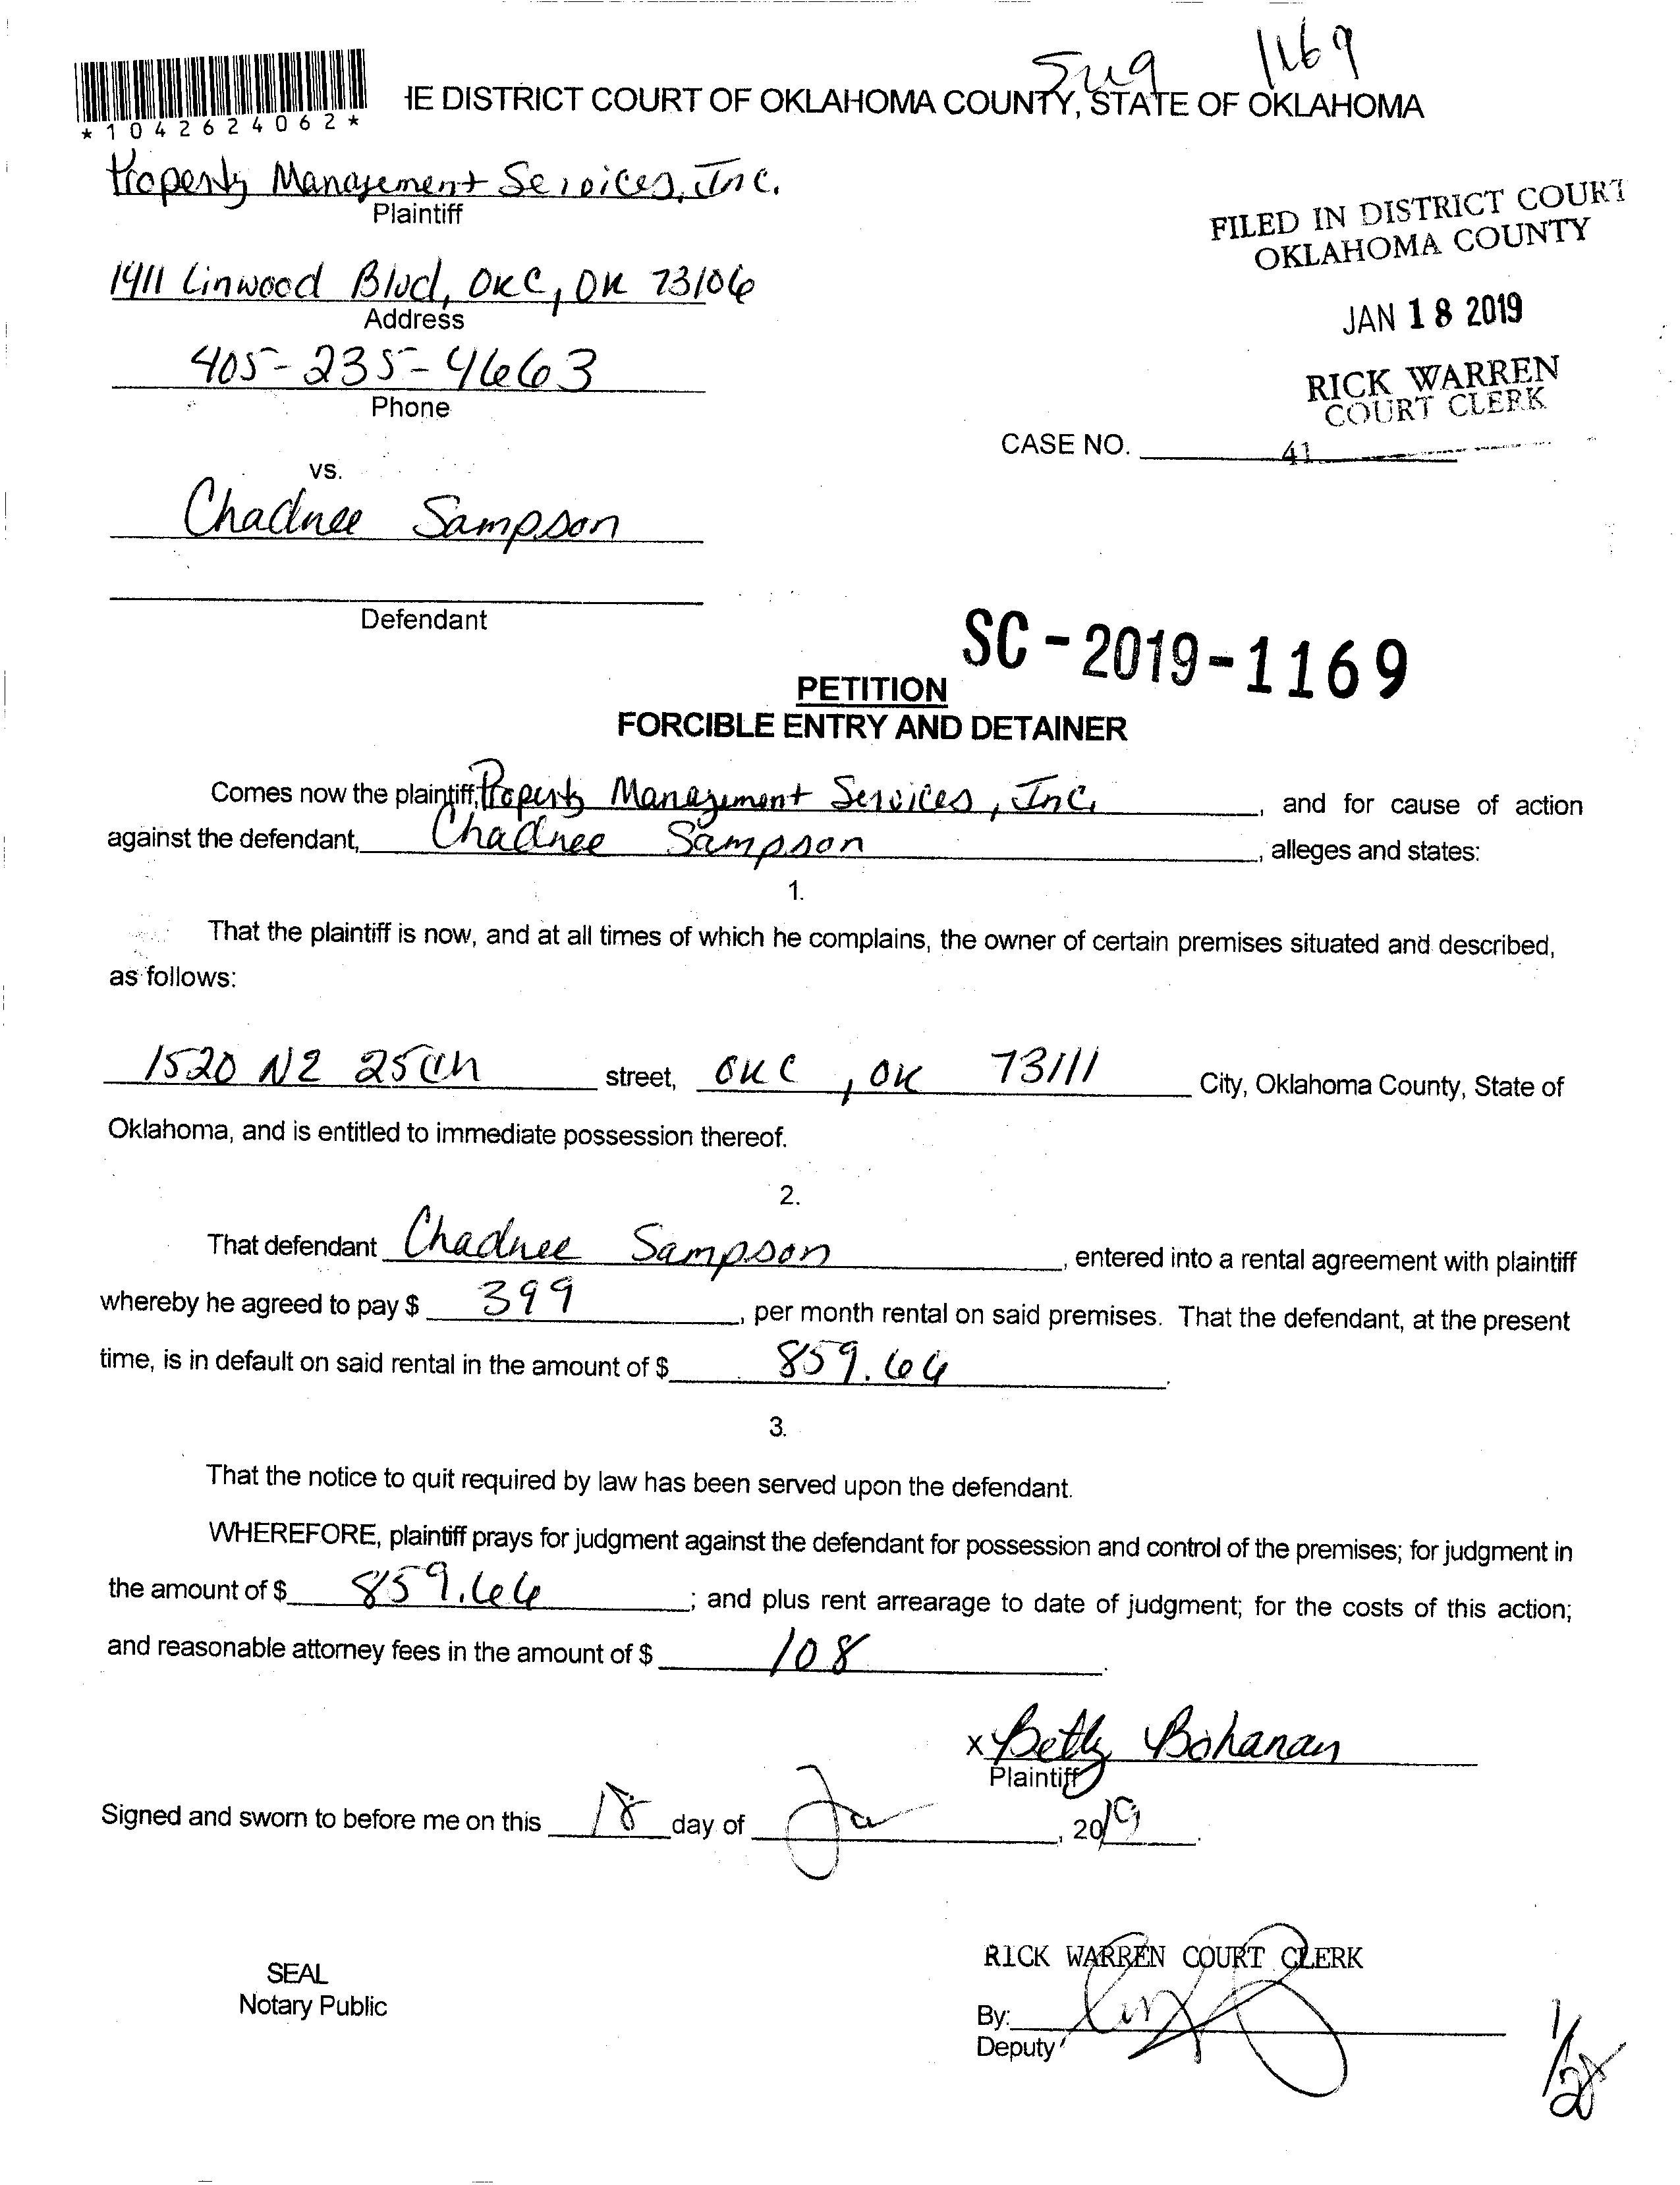 Sug 1169
*1042624062*
IE DISTRICT COURT OF OKLAHOMA COUNTY, STATE OF OKLAHOMA
Property Management Services, Inc.
Plaintiff
FILED IN DISTRICT COURT
OKLAHOMA COUNTY
1411 Linwood Blvd, OKC, OK 73106
Address
JAN 18 2019
405-235-4663
Phone
RICK WARREN
COURT CLERK
CASE NO. 41
vs.
Chadnee Sampson
Defendant
SC-2019-1169
PETITION
FORCIBLE ENTRY AND DETAINER
Comes now the plaintiff, Property Management Services, Inc. , and for cause of action
against the defendant, Chadnee Sampson , alleges and states:
1.
That the plaintiff is now, and at all times of which he complains, the owner of certain premises situated and described,
as follows:
1520 NE 25th street, OKC, OK 73111 City, Oklahoma County, State of
Oklahoma, and is entitled to immediate possession thereof.
2.
That defendant Chadnee Sampson , entered into a rental agreement with plaintiff
whereby he agreed to pay $ 399 , per month rental on said premises. That the defendant, at the present
time, is in default on said rental in the amount of $ 859.66 .
3.
That the notice to quit required by law has been served upon the defendant.
WHEREFORE, plaintiff prays for judgment against the defendant for possession and control of the premises; for judgment in
the amount of $ 859.66 ; and plus rent arrearage to date of judgment; for the costs of this action;
and reasonable attorney fees in the amount of $ 108 .
x Betty Bohanan
Plaintiff
Signed and sworn to before me on this 18 day of Ja , 2019 .
RICK WARREN COURT CLERK
SEAL
Notary Public
By:
Deputy
1/28